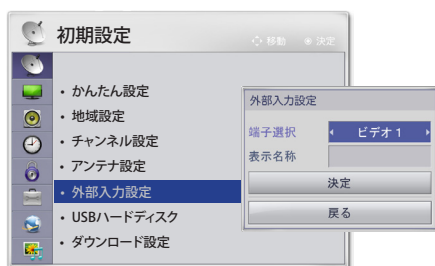 初期設定
移動 決定
・かんたん設定
・地域設定
・チャンネル設定
・アンテナ設定
・外部入力設定
・USBハードディスク
・ダウンロード設定
外部入力設定
端子選択 ビデオ1
表示名称
決定
戻る